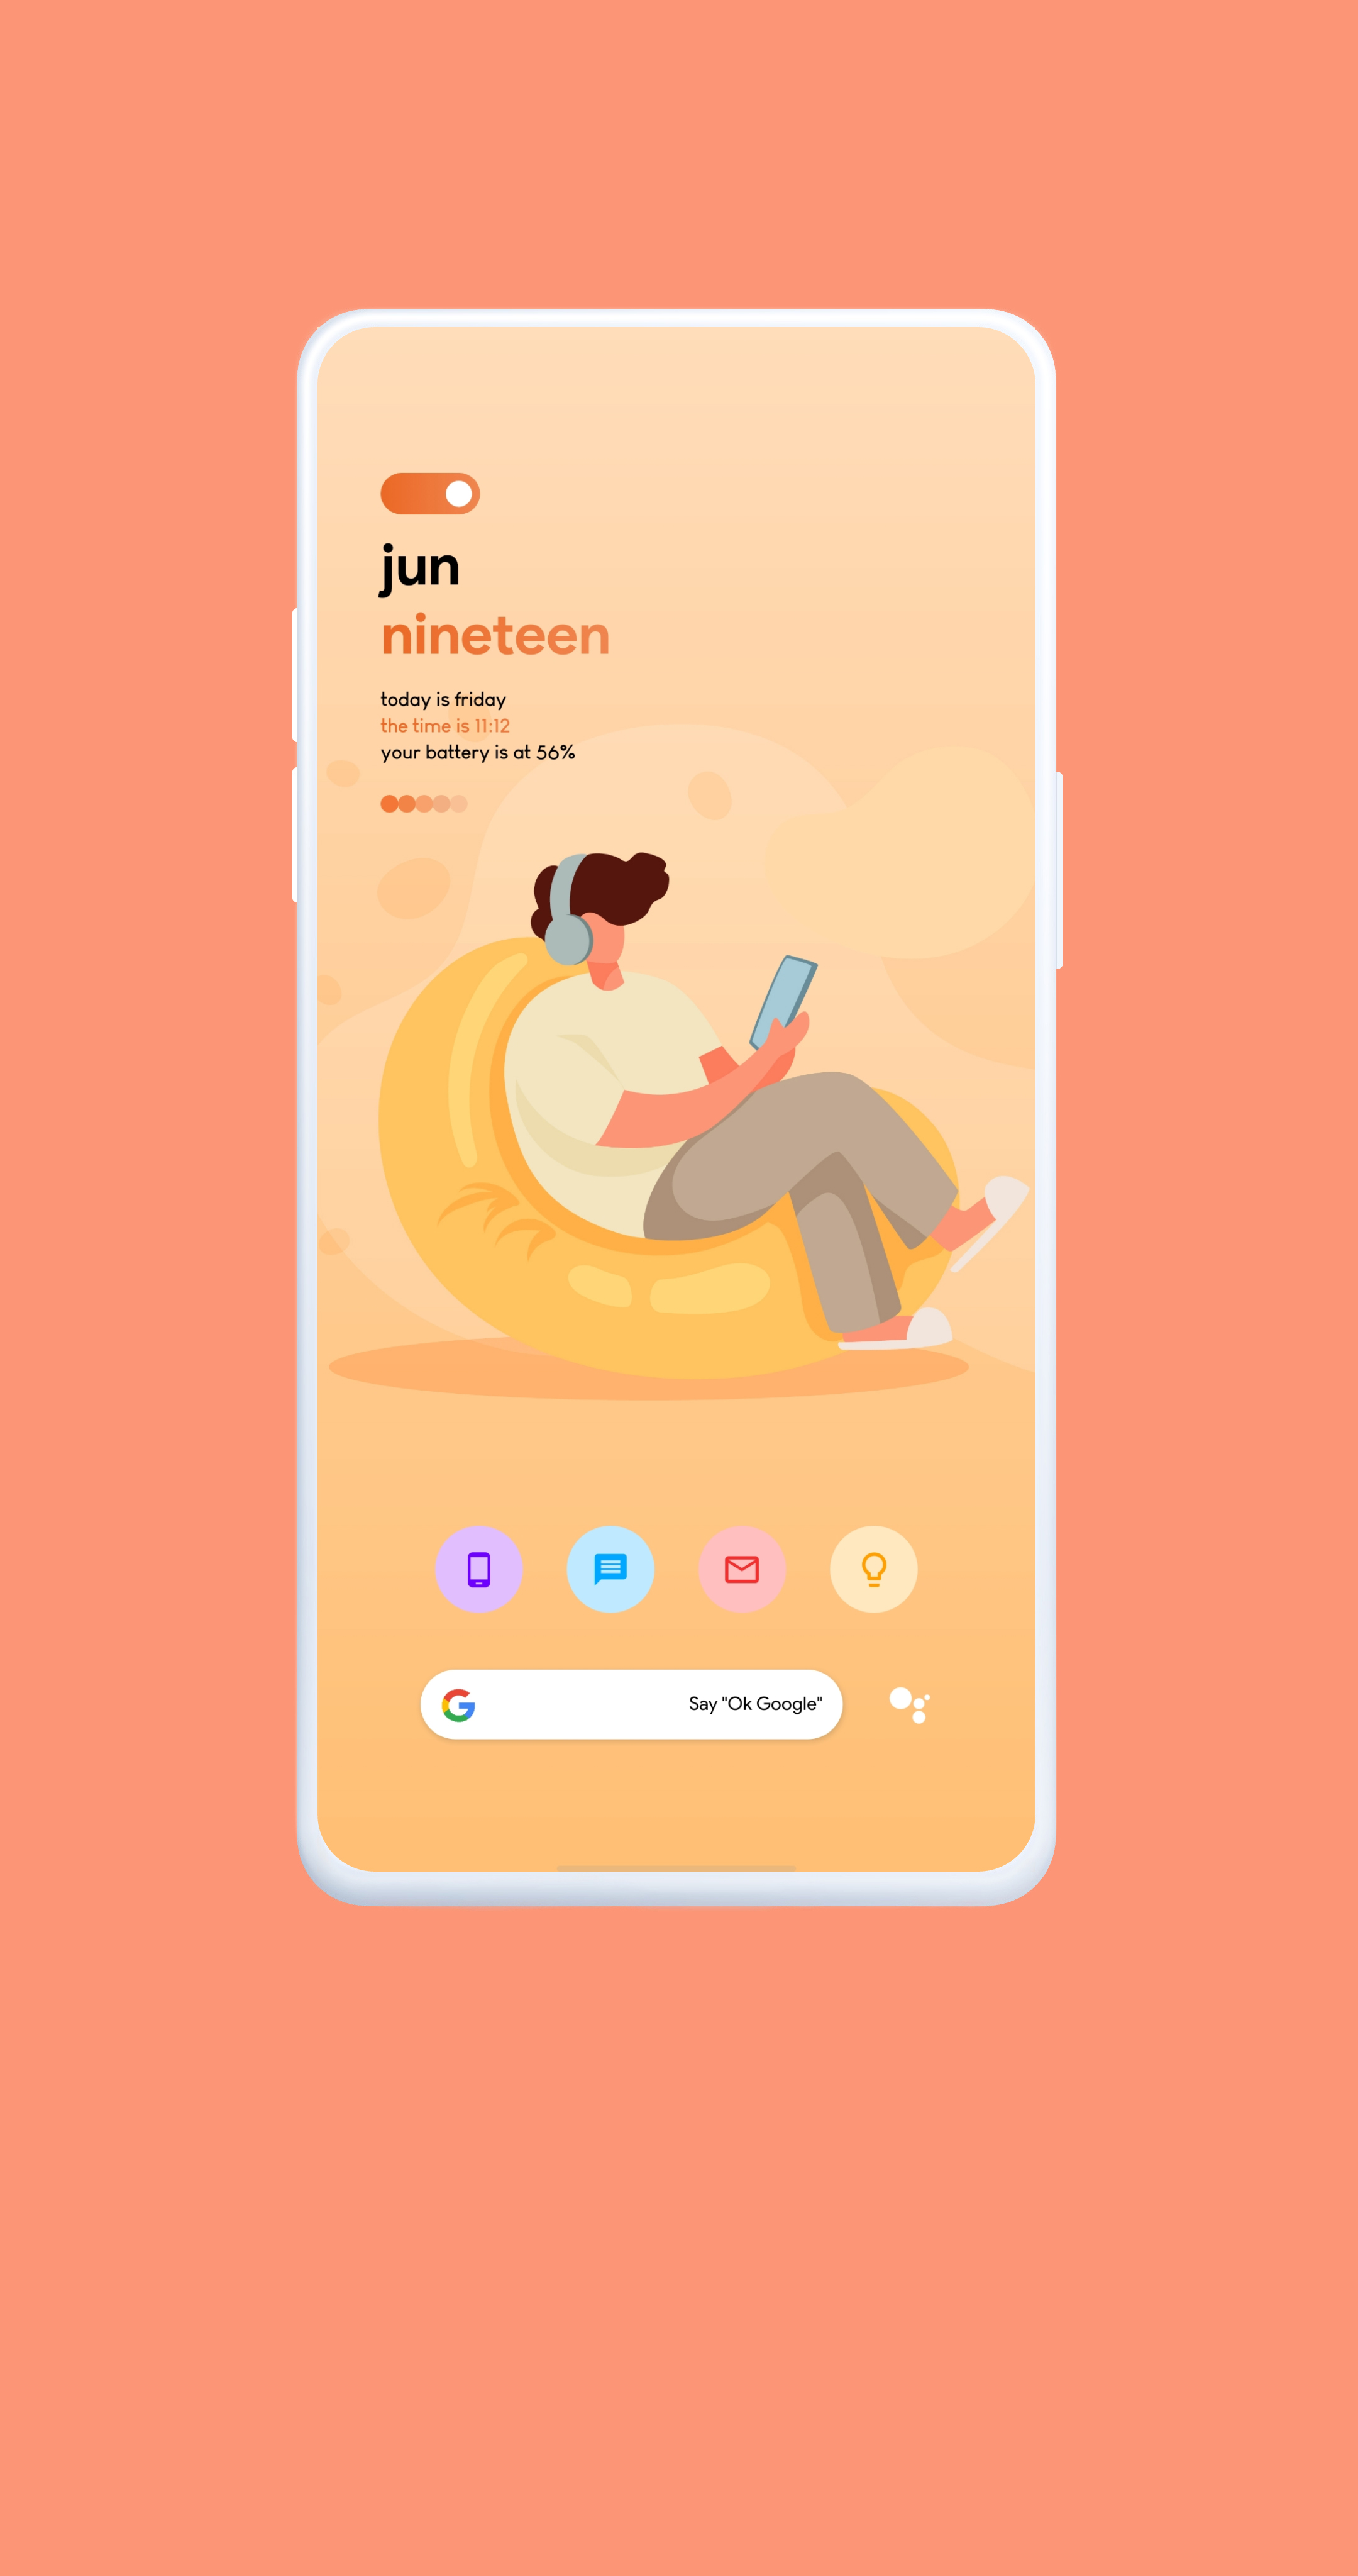 jun
nineteen
today is friday
the time is 11:12
your battery is at 56%
G Say "Ok Google"